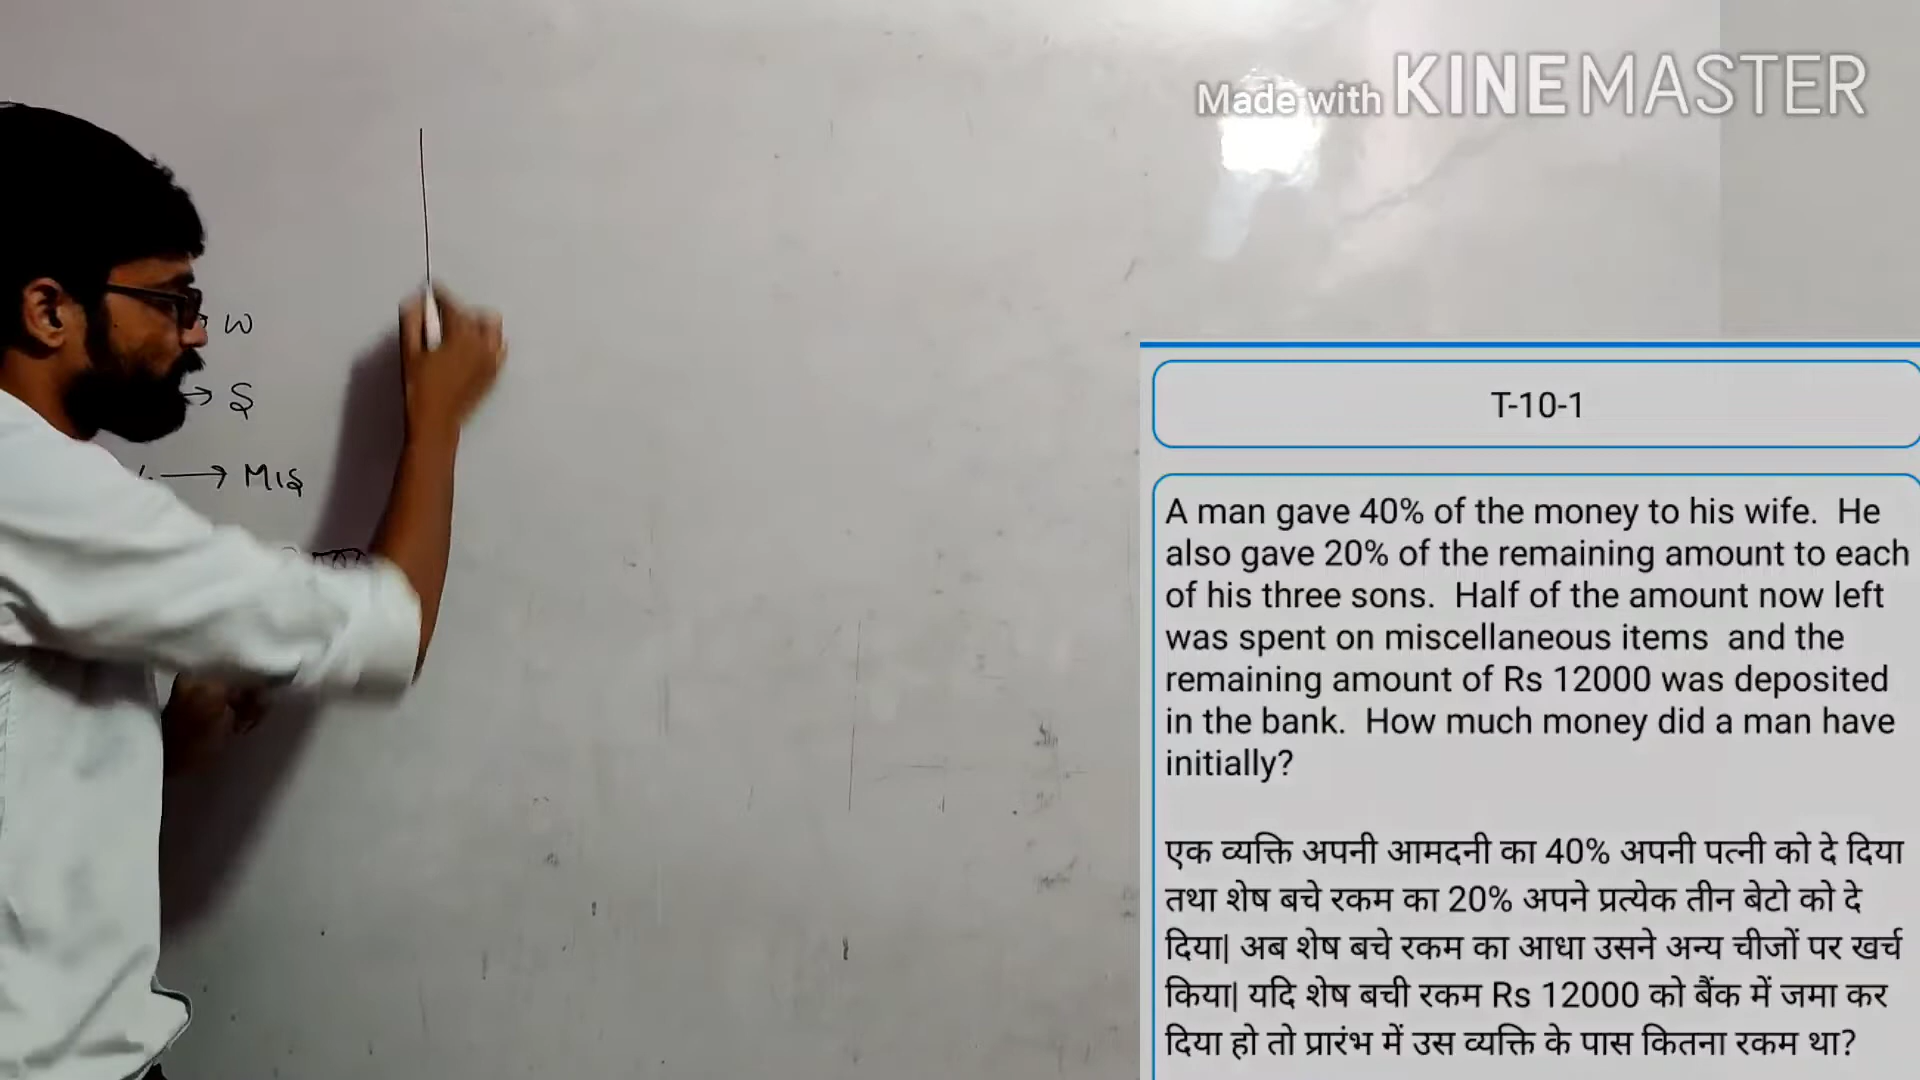 Made with KINEMASTER
W
→ S
→ MIS
T-10-1
A man gave 40% of the money to his wife. He
also gave 20% of the remaining amount to each
of his three sons. Half of the amount now left
was spent on miscellaneous items and the
remaining amount of Rs 12000 was deposited
in the bank. How much money did a man have
initially?
एक व्यक्ति अपनी आमदनी का 40% अपनी पत्नी को दे दिया
तथा शेष बचे रकम का 20% अपने प्रत्येक तीन बेटो को दे
दिया| अब शेष बचे रकम का आधा उसने अन्य चीजों पर खर्च
किया| यदि शेष बची रकम Rs 12000 को बैंक में जमा कर
दिया हो तो प्रारंभ में उस व्यक्ति के पास कितना रकम था?